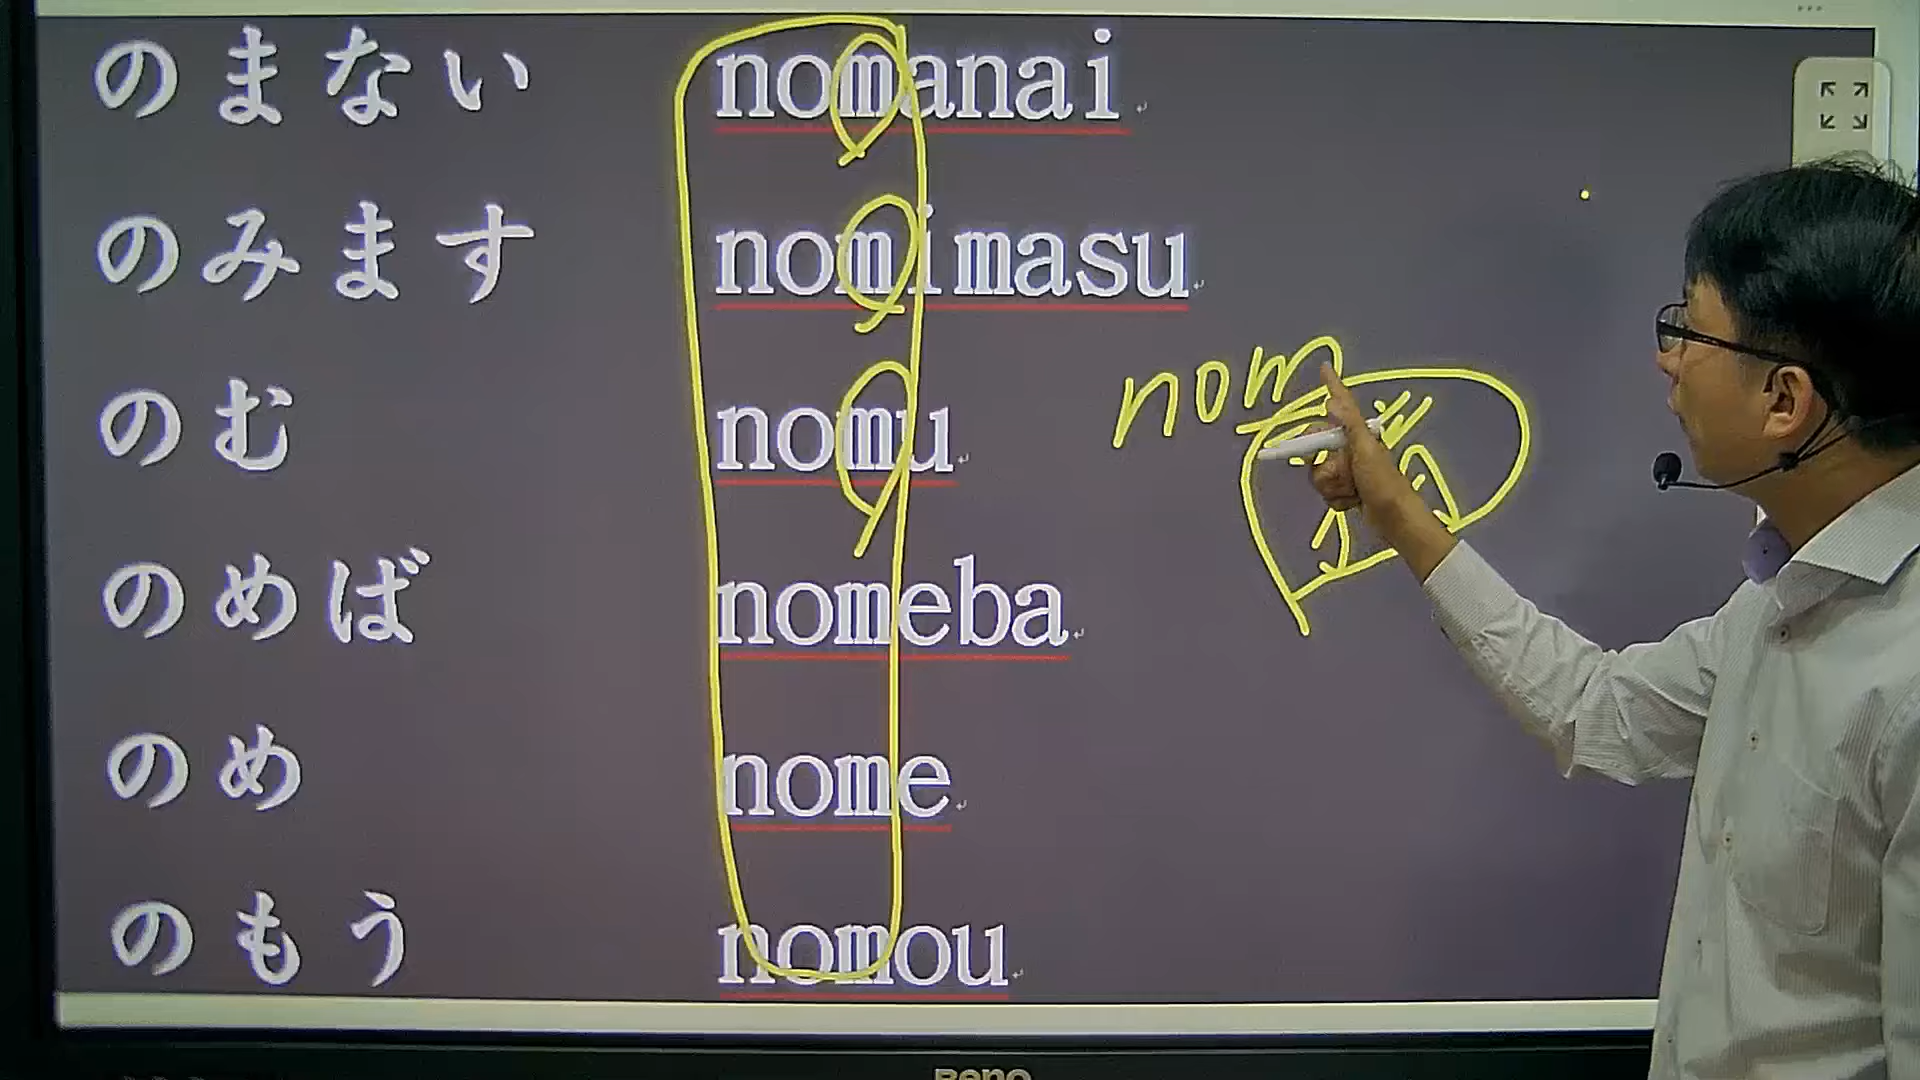 のまない nomanai
のみます nomimasu
のむ nomu
nom
のめば nomeba
のめ nome
のもう nomou